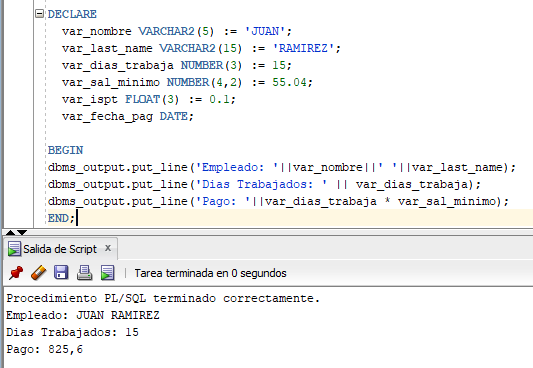 DECLARE
var_nombre VARCHAR2(5) := 'JUAN';
var_last_name VARCHAR2(15) := 'RAMIREZ';
var_dias_trabaja NUMBER(3) := 15;
var_sal_minimo NUMBER(4,2) := 55.04;
var_ispt FLOAT(3) := 0.1;
var_fecha_pag DATE;
BEGIN
dbms_output.put_line('Empleado: '||var_nombre||' '||var_last_name);
dbms_output.put_line('Dias Trabajados: ' || var_dias_trabaja);
dbms_output.put_line('Pago: '||var_dias_trabaja * var_sal_minimo);
END;
Salida de Script x
Tarea terminada en 0 segundos
Procedimiento PL/SQL terminado correctamente.
Empleado: JUAN RAMIREZ
Dias Trabajados: 15
Pago: 825,6